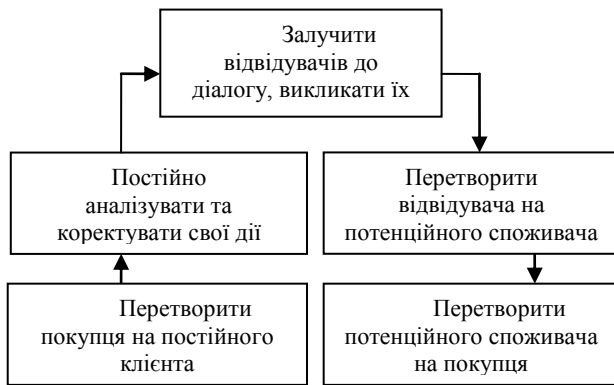 Залучити
відвідувачів до
діалогу, викликати їх
Постійно
аналізувати та
коректувати свої дії
Перетворити
відвідувача на
потенційного споживача
Перетворити
покупця на постійного
клієнта
Перетворити
потенційного споживача
на покупця